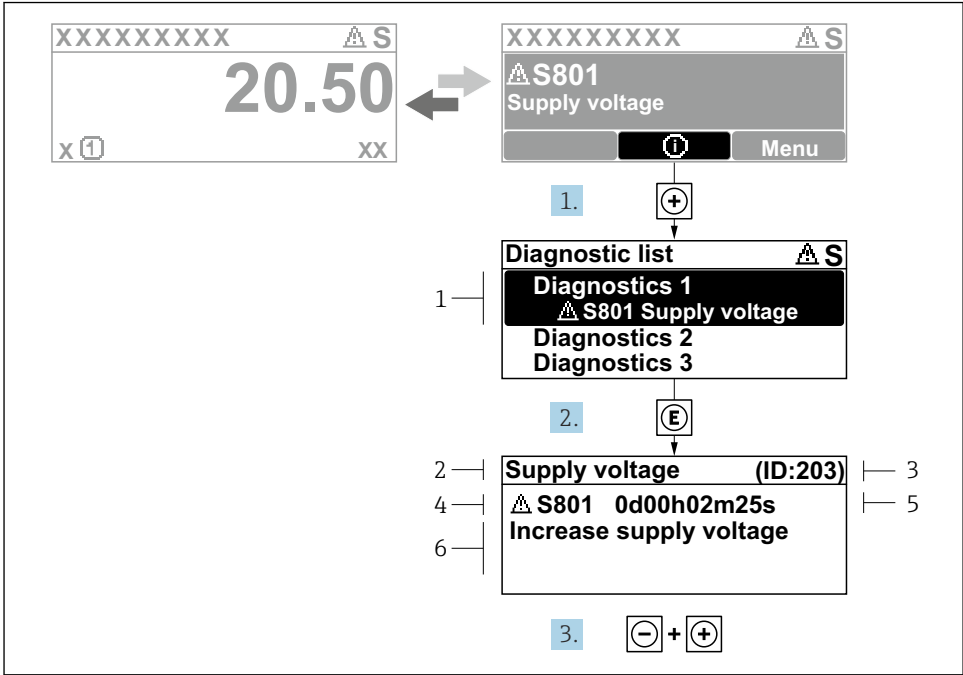 XXXXXXXXX ⚠ S
20.50
x ① XX
XXXXXXXXX ⚠ S
⚠ S801
Supply voltage
ⓘ Menu
1.
+
Diagnostic list ⚠ S
1
Diagnostics 1
⚠ S801 Supply voltage
Diagnostics 2
Diagnostics 3
2.
E
2 Supply voltage (ID:203) 3
4 ⚠ S801 0d00h02m25s 5
6 Increase supply voltage
3. − + +